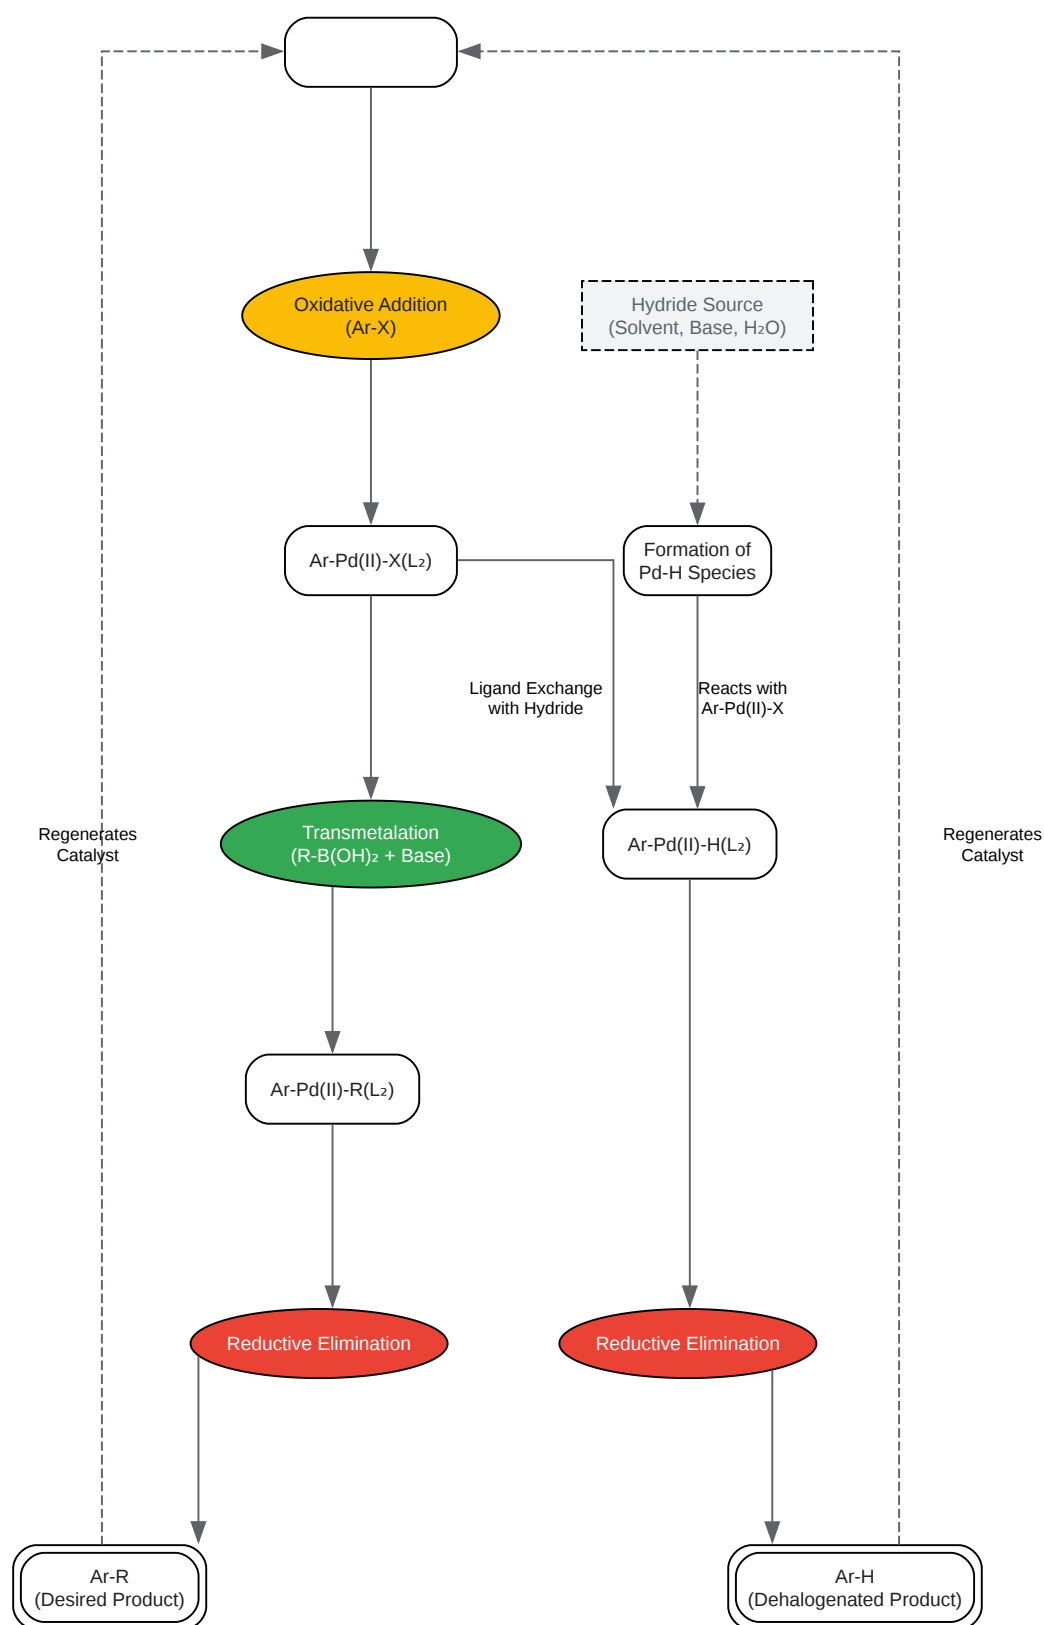 Oxidative Addition
(Ar-X)
Hydride Source
(Solvent, Base, H₂O)
Ar-Pd(II)-X(L₂)
Formation of
Pd-H Species
Ligand Exchange
with Hydride
Reacts with
Ar-Pd(II)-X
Regenerates
Catalyst
Transmetalation
(R-B(OH)₂ + Base)
Ar-Pd(II)-H(L₂)
Regenerates
Catalyst
Ar-Pd(II)-R(L₂)
Reductive Elimination
Reductive Elimination
Ar-R
(Desired Product)
Ar-H
(Dehalogenated Product)